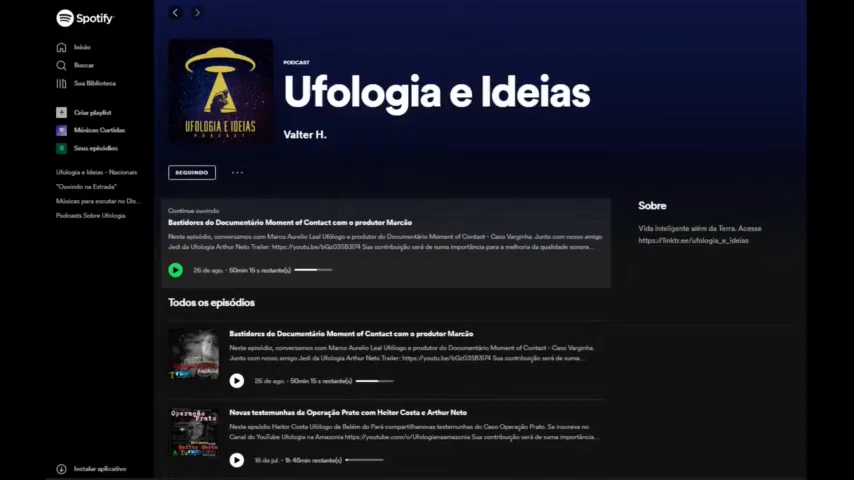 Spotify
Início
Buscar
Sua Biblioteca
Criar playlist
Músicas Curtidas
Seus episódios
Ufologia e Ideias - Nacionais
"Ouvindo na Estrada"
Músicas para escutar no Dis...
Podcasts Sobre Ufologia
Instalar aplicativo
UFOLOGIA E IDEIAS
PODCAST
PODCAST
Ufologia e Ideias
Valter H.
SEGUINDO
Continue ouvindo
Bastidores do Documentário Moment of Contact com o produtor Marcão
Neste episódio, conversamos com Marco Aurelio Leal Ufólogo e produtor do Documentário Moment of Contact - Caso Varginha. Junto com nosso amigo
Jedi da Ufologia Arthur Neto Trailer: https://youtu.be/bGz03SB3I74 Sua contribuição será de suma importância para a melhoria da qualidade sonora...
26 de ago. · 50min 15 s restante(s)
Sobre
Vida inteligente além da Terra. Acesse
https://linktr.ee/ufologia_e_ideias
Todos os episódios
Bastidores do Documentário Moment of Contact com o produtor Marcão
Neste episódio, conversamos com Marco Aurelio Leal Ufólogo e produtor do Documentário Moment of Contact - Caso Varginha.
Junto com nosso amigo Jedi da Ufologia Arthur Neto Trailer: https://youtu.be/bGz03SB3I74 Sua contribuição será de suma...
26 de ago. · 50min 15 s restante(s)
Operação
Prato
Heitor Costa
Novas testemunhas da Operação Prato com Heitor Costa e Arthur Neto
Neste episódio Heitor Costa Ufólogo de Belém do Pará compartilhenovas testemunhas do Caso Operação Prato. Se inscreva no
Canal do YouTube Ufologia na Amazonia https://youtube.com/c/Ufologianaamazonia Sua contribuição será de suma importância...
16 de jul. · 1h 48min restante(s)